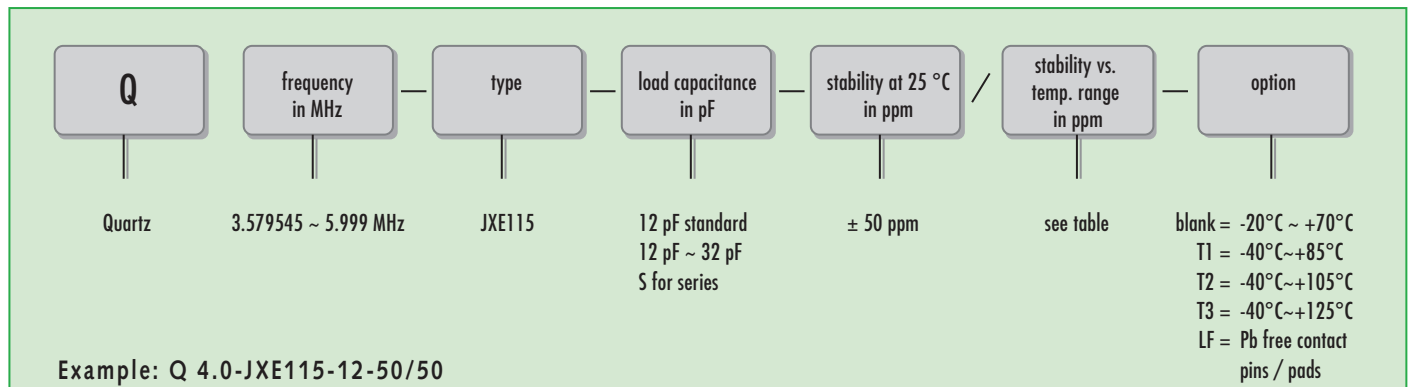 Q
frequency
in MHz
—
type
—
load capacitance
in pF
—
stability at 25 °C
in ppm
/
stability vs.
temp. range
in ppm
—
option
Quartz
3.579545 ~ 5.999 MHz
JXE115
12 pF standard
12 pF ~ 32 pF
S for series
± 50 ppm
see table
blank = -20°C ~ +70°C
T1 = -40°C~+85°C
T2 = -40°C~+105°C
T3 = -40°C~+125°C
LF = Pb free contact
pins / pads
Example: Q 4.0-JXE115-12-50/50